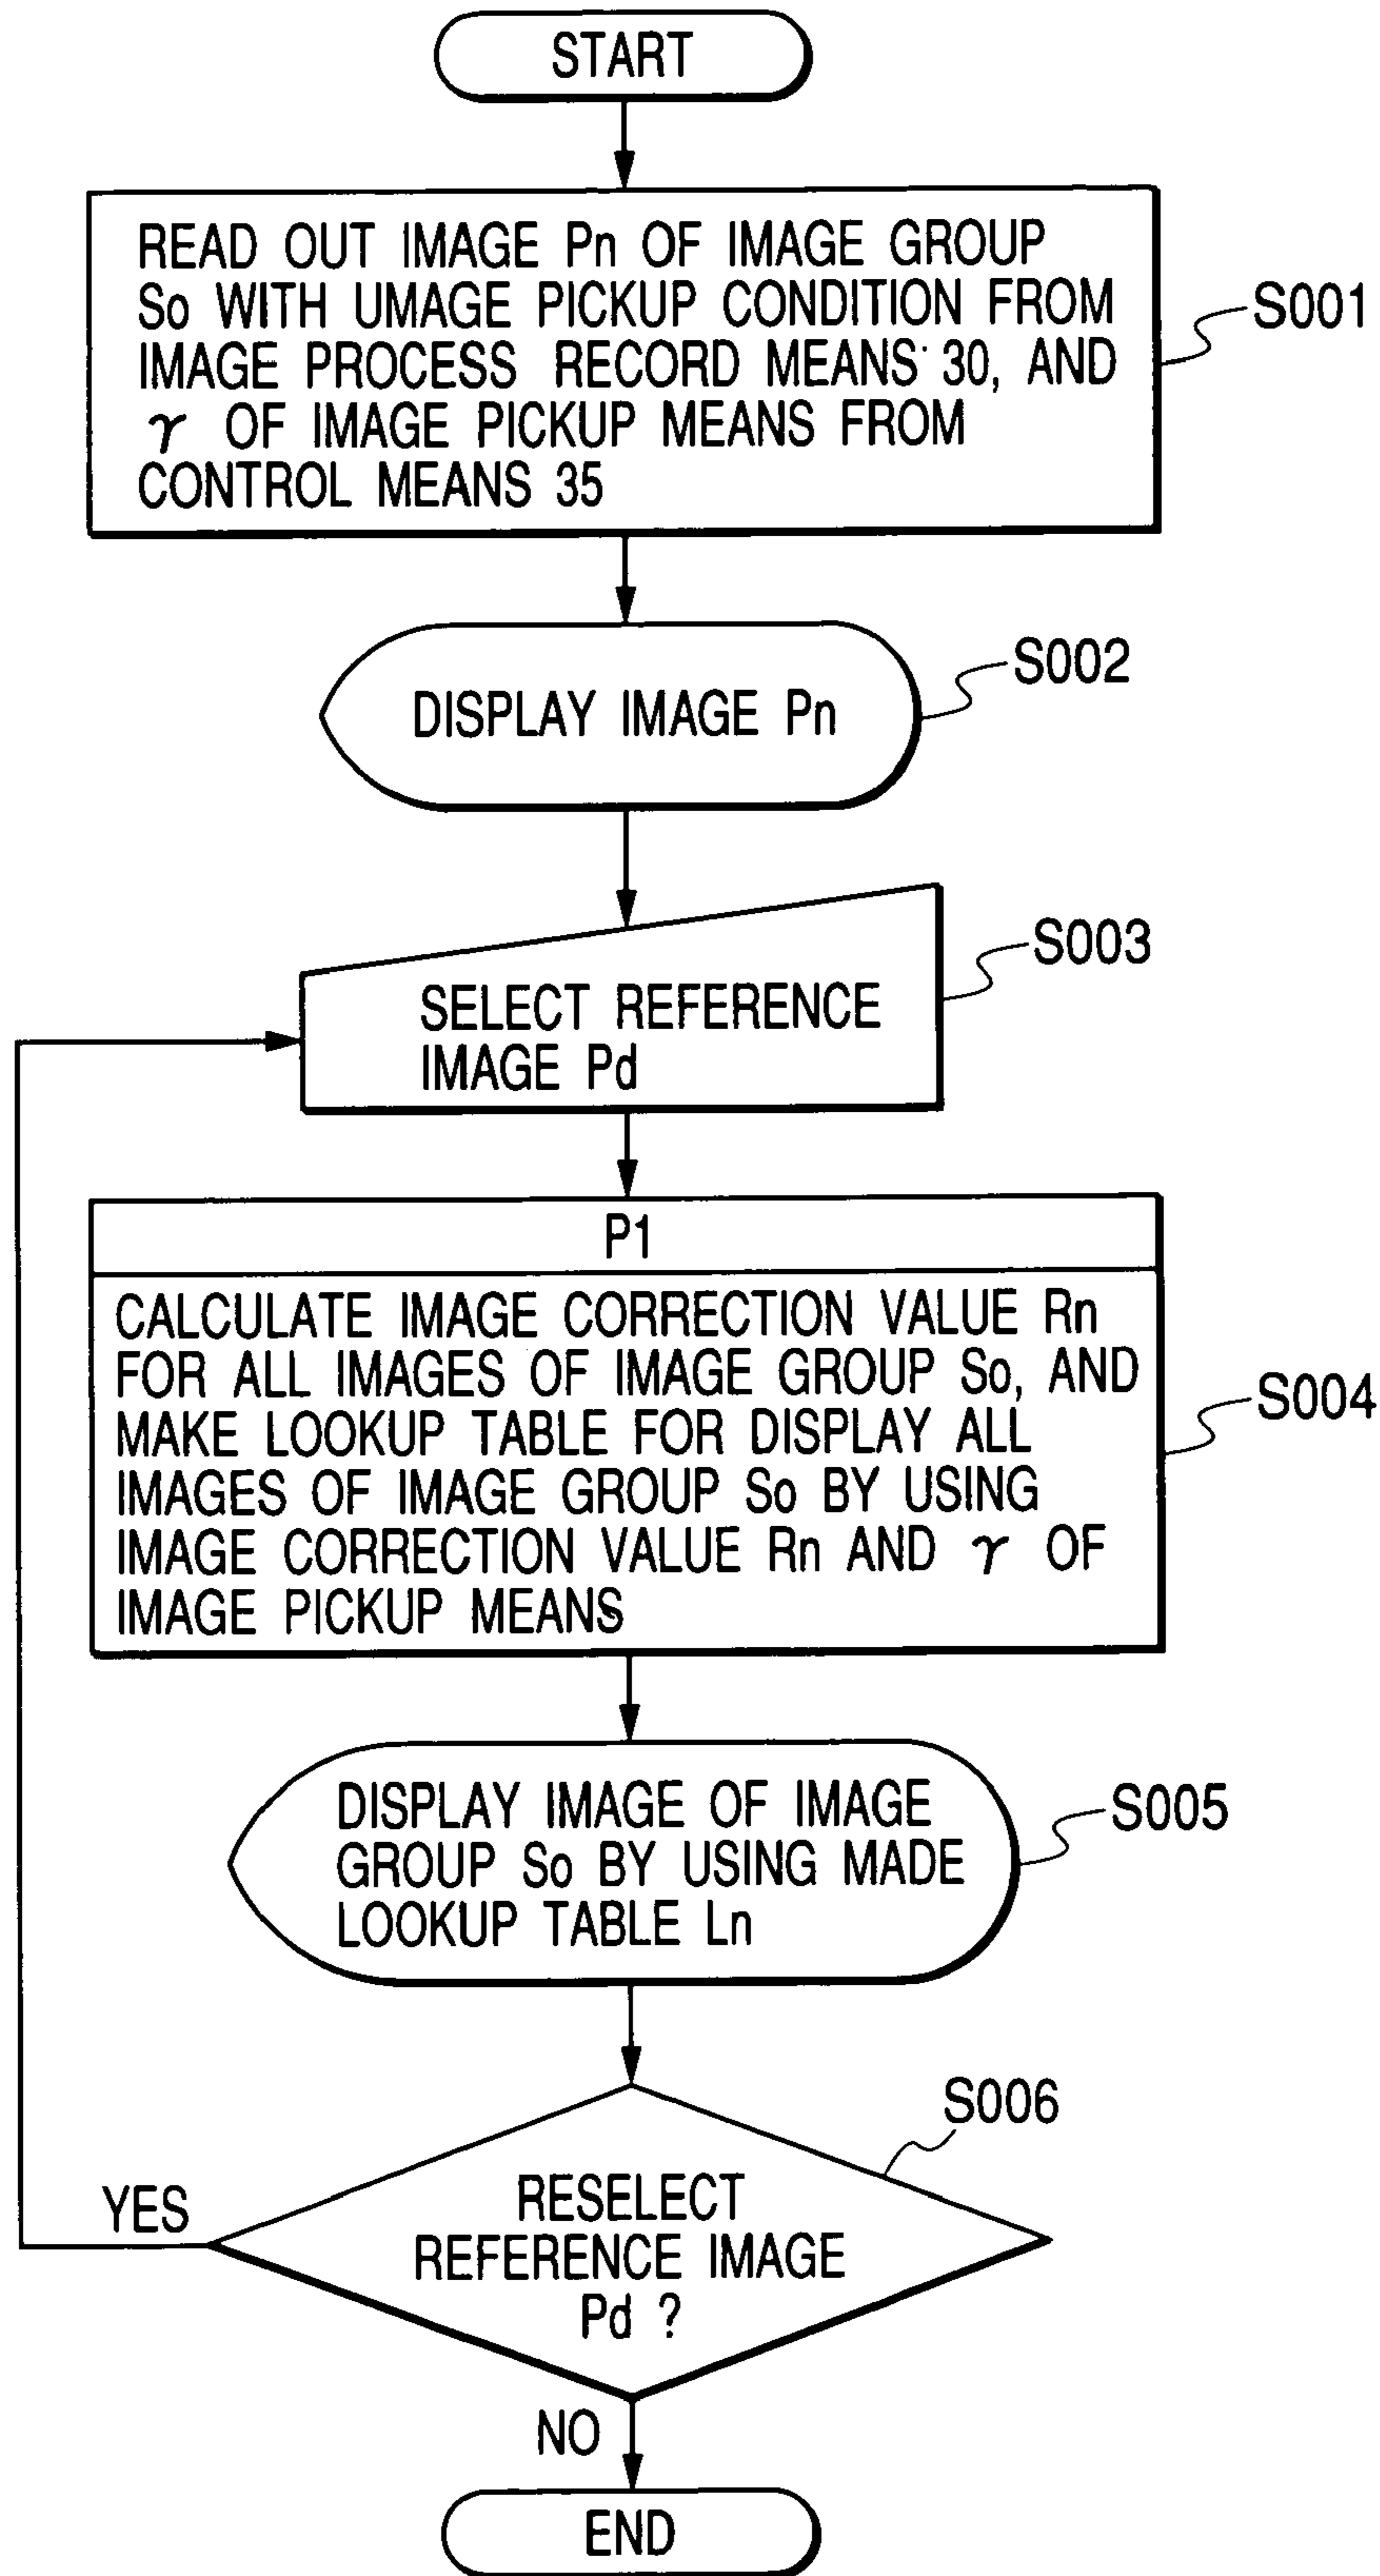 START
READ OUT IMAGE Pn OF IMAGE GROUP
So WITH UMAGE PICKUP CONDITION FROM
IMAGE PROCESS RECORD MEANS 30, AND
γ OF IMAGE PICKUP MEANS FROM
CONTROL MEANS 35
S001
DISPLAY IMAGE Pn
S002
SELECT REFERENCE
IMAGE Pd
S003
P1
CALCULATE IMAGE CORRECTION VALUE Rn
FOR ALL IMAGES OF IMAGE GROUP So, AND
MAKE LOOKUP TABLE FOR DISPLAY ALL
IMAGES OF IMAGE GROUP So BY USING
IMAGE CORRECTION VALUE Rn AND γ OF
IMAGE PICKUP MEANS
S004
DISPLAY IMAGE OF IMAGE
GROUP So BY USING MADE
LOOKUP TABLE Ln
S005
S006
RESELECT
REFERENCE IMAGE
Pd ?
YES
NO
END